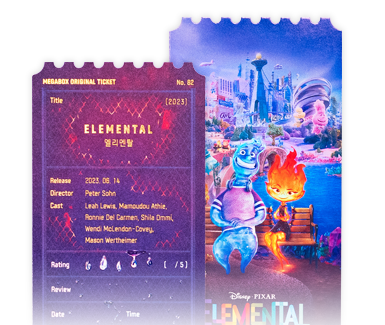 MEGABOX ORIGINAL TICKET No. 82
Title [2023]
ELEMENTAL
엘리멘탈
Release 2023. 06. 14
Director Peter Sohn
Cast Leah Lewis, Mamoudou Athie,
Ronnie Del Carmen, Shila Ommi,
Wendi McLendon-Covey,
Mason Wertheimer
Rating [ /5]
Review
Date Time
Disney · PIXAR
ELEMENTAL